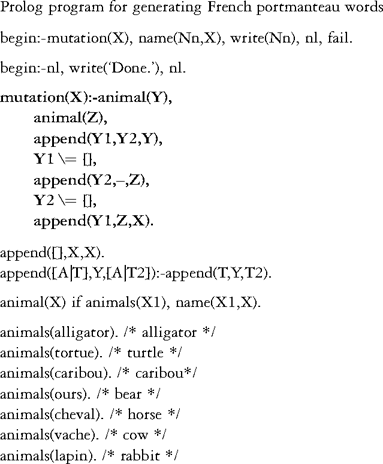 Prolog program for generating French portmanteau words
begin:-mutation(X), name(Nn,X), write(Nn), nl, fail.
begin:-nl, write(‘Done.’), nl.
mutation(X):-animal(Y),
animal(Z),
append(Y1,Y2,Y),
Y1 \= [],
append(Y2,–,Z),
Y2 \= [],
append(Y1,Z,X).
append([],X,X).
append([A|T],Y,[A|T2]):-append(T,Y,T2).
animal(X) if animals(X1), name(X1,X).
animals(alligator). /* alligator */
animals(tortue). /* turtle */
animals(caribou). /* caribou*/
animals(ours). /* bear */
animals(cheval). /* horse */
animals(vache). /* cow */
animals(lapin). /* rabbit */